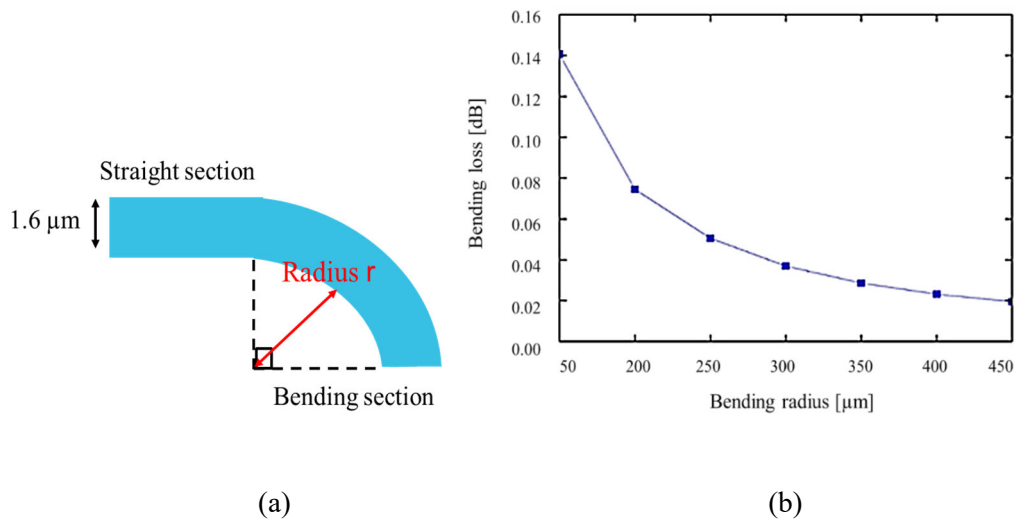 Straight section
1.6 µm
Radius r
Bending section
(a)
0.16
0.14
0.12
0.10
0.08
0.06
0.04
0.02
0.00
Bending loss [dB]
50 200 250 300 350 400 450
Bending radius [µm]
(b)